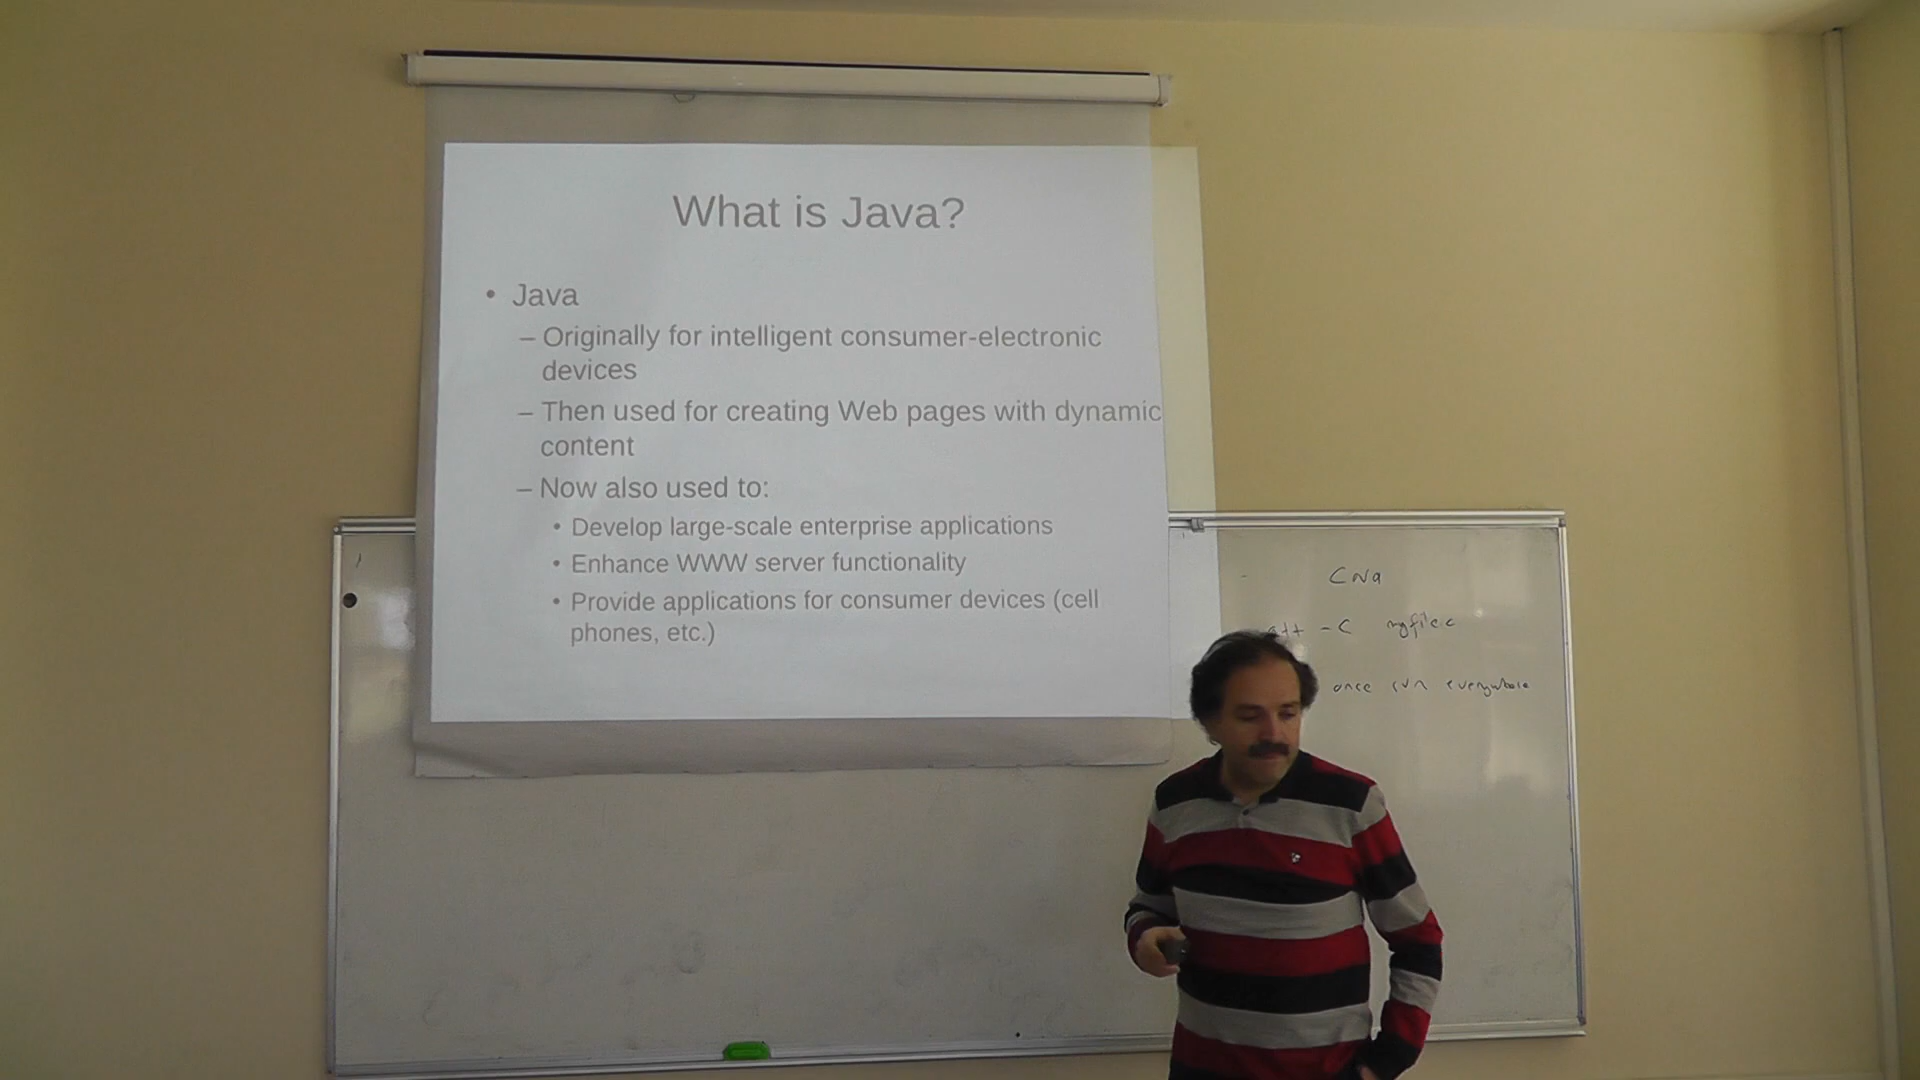 What is Java?
• Java
– Originally for intelligent consumer-electronic
devices
– Then used for creating Web pages with dynamic
content
– Now also used to:
• Develop large-scale enterprise applications
• Enhance WWW server functionality
• Provide applications for consumer devices (cell
phones, etc.)
-C myfile.c
once run everywhere